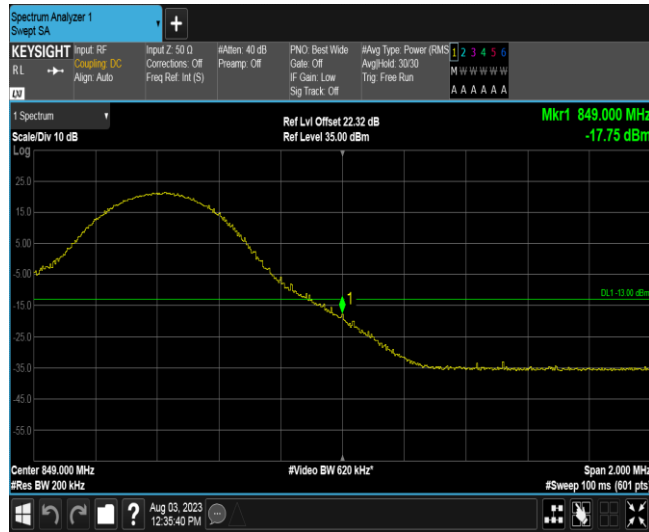 Spectrum Analyzer 1
Swept SA
+
KEYSIGHT
RL
LXI
Input: RF
Coupling: DC
Align: Auto
Input Z: 50 Ω
Corrections: Off
Freq Ref: Int (S)
#Atten: 40 dB
Preamp: Off
PNO: Best Wide
Gate: Off
IF Gain: Low
Sig Track: Off
#Avg Type: Power (RMS
Avg|Hold: 30/30
Trig: Free Run
1 2 3 4 5 6
M W W W W W
A A A A A A
1 Spectrum
Scale/Div 10 dB
Log
Ref Lvl Offset 22.32 dB
Ref Level 35.00 dBm
Mkr1 849.000 MHz
-17.75 dBm
25.0
15.0
5.00
-5.00
-15.0
-25.0
-35.0
-45.0
-55.0
DL1 -13.00 dBm
1
Center 849.000 MHz
#Res BW 200 kHz
#Video BW 620 kHz*
Span 2.000 MHz
#Sweep 100 ms (601 pts)
?
Aug 03, 2023
12:35:40 PM